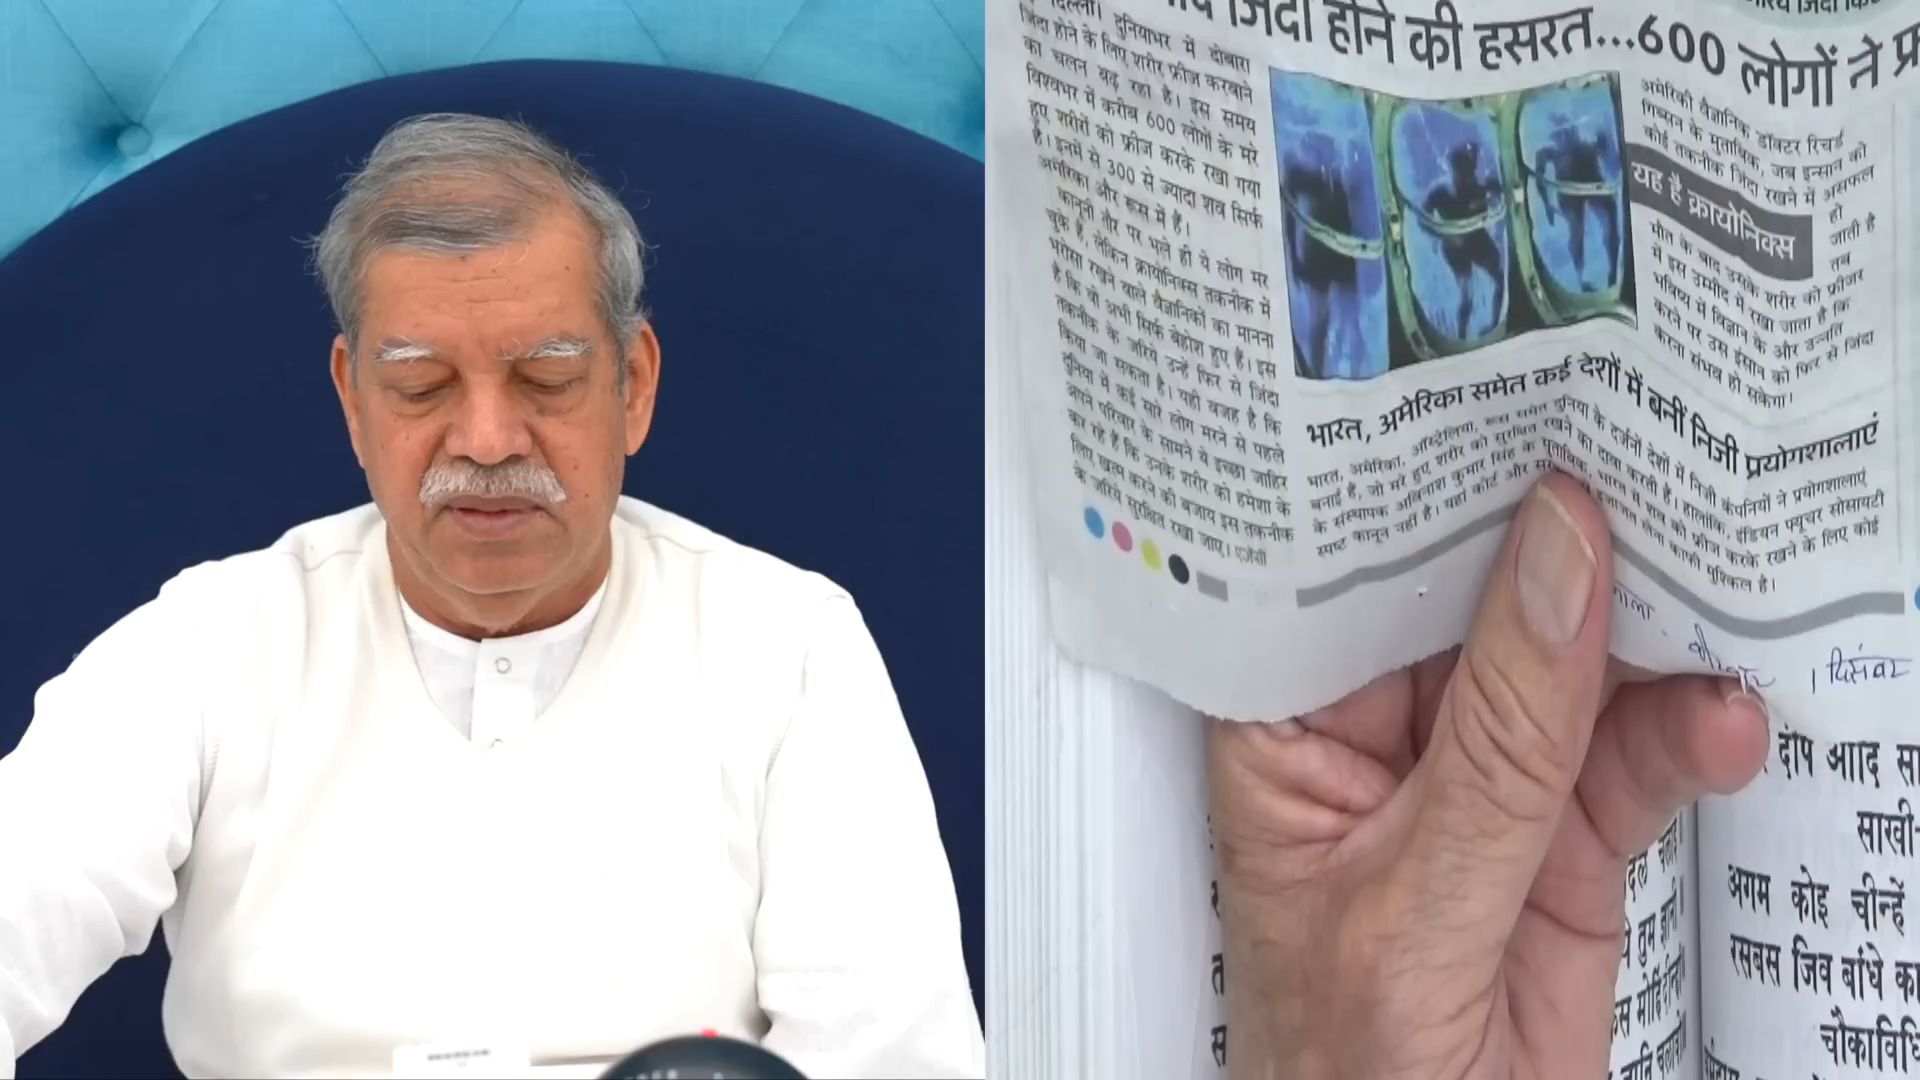 जिंदा होने की हसरत...600 लोगों ने
दिल्ली। दुनियाभर में दोबारा
जिंदा होने के लिए शरीर फ्रीज करवाने
का चलन बढ़ रहा है। इस समय
विश्वभर में करीब 600 लोगों के मरे
हुए शरीरों को फ्रीज करके रखा गया
है। इनमें से 300 से ज्यादा शव सिर्फ
अमेरिका और रूस में हैं।
कानूनी तौर पर भले ही ये लोग मर
चुके हैं, लेकिन क्रायोनिक्स तकनीक में
भरोसा रखने वाले वैज्ञानिकों का मानना
है कि वो अभी सिर्फ बेहोश हुए हैं। इस
तकनीक के जरिये उन्हें फिर से जिंदा
किया जा सकता है। यही वजह है कि
दुनिया में कई सारे लोग मरने से पहले
अपने परिवार के सामने ये इच्छा जाहिर
कर रहे हैं कि उनके शरीर को हमेशा के
लिए खत्म करने की बजाय इस तकनीक
के जरिये सुरक्षित रखा जाए। एजेंसी
अमेरिकी वैज्ञानिक डॉक्टर रिचर्ड
गिब्सन के मुताबिक, जब इन्सान को
कोई तकनीक जिंदा रखने में असफल
हो
जाती है
तब
यह है क्रायोनिक्स
मौत के बाद उसके शरीर को फ्रीजर
में इस उम्मीद में रखा जाता है कि
भविष्य में विज्ञान के और उन्नति
करने पर उस इंसान को फिर से जिंदा
करना संभव हो सकेगा।
भारत, अमेरिका समेत कई देशों में बनीं निजी प्रयोगशालाएं
भारत, अमेरिका, ऑस्ट्रेलिया, रूस समेत दुनिया के दर्जनों देशों में निजी कंपनियों ने प्रयोगशालाएं
बनाई हैं, जो मरे हुए शरीर को सुरक्षित रखने का दावा करती हैं। हालांकि, इंडियन फ्यूचर सोसायटी
के संस्थापक अविनाश कुमार सिंह के मुताबिक, भारत में शव को फ्रीज करके रखने के लिए कोई
स्पष्ट कानून नहीं है। यहां कोर्ट और इजाजत लेना काफी मुश्किल है।
। दिसंबर
दीप आदि
साखी
अगम कोइ चीन्हें
रसबस जिव बांधे
चौकाविधि